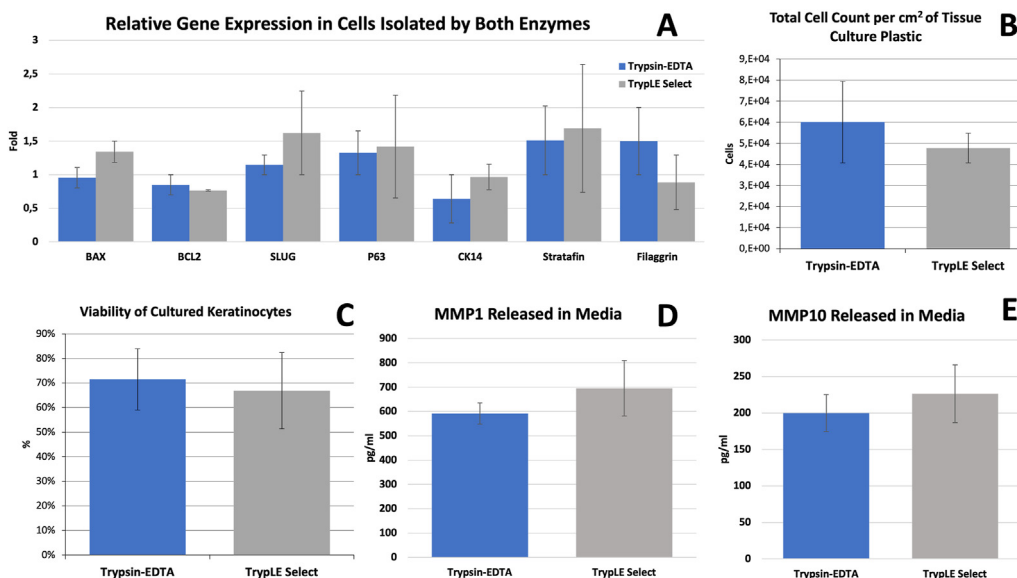 Relative Gene Expression in Cells Isolated by Both Enzymes
A
3
2,5
2
1,5
1
0,5
0
Fold
Trypsin-EDTA
TrypLE Select
BAX
BCL2
SLUG
P63
CK14
Stratafin
Filaggrin
Total Cell Count per cm² of Tissue
Culture Plastic
B
9,E+04
8,E+04
7,E+04
6,E+04
5,E+04
4,E+04
3,E+04
2,E+04
1,E+04
0,E+00
Cells
Trypsin-EDTA
TrypLE Select
Viability of Cultured Keratinocytes
C
90%
80%
70%
60%
50%
40%
30%
20%
10%
0%
%
Trypsin-EDTA
TrypLE Select
MMP1 Released in Media
D
900
800
700
600
500
400
300
200
100
0
pg/ml
Trypsin-EDTA
TrypLE Select
MMP10 Released in Media
E
300
250
200
150
100
50
0
pg/ml
Trypsin-EDTA
TrypLE Select